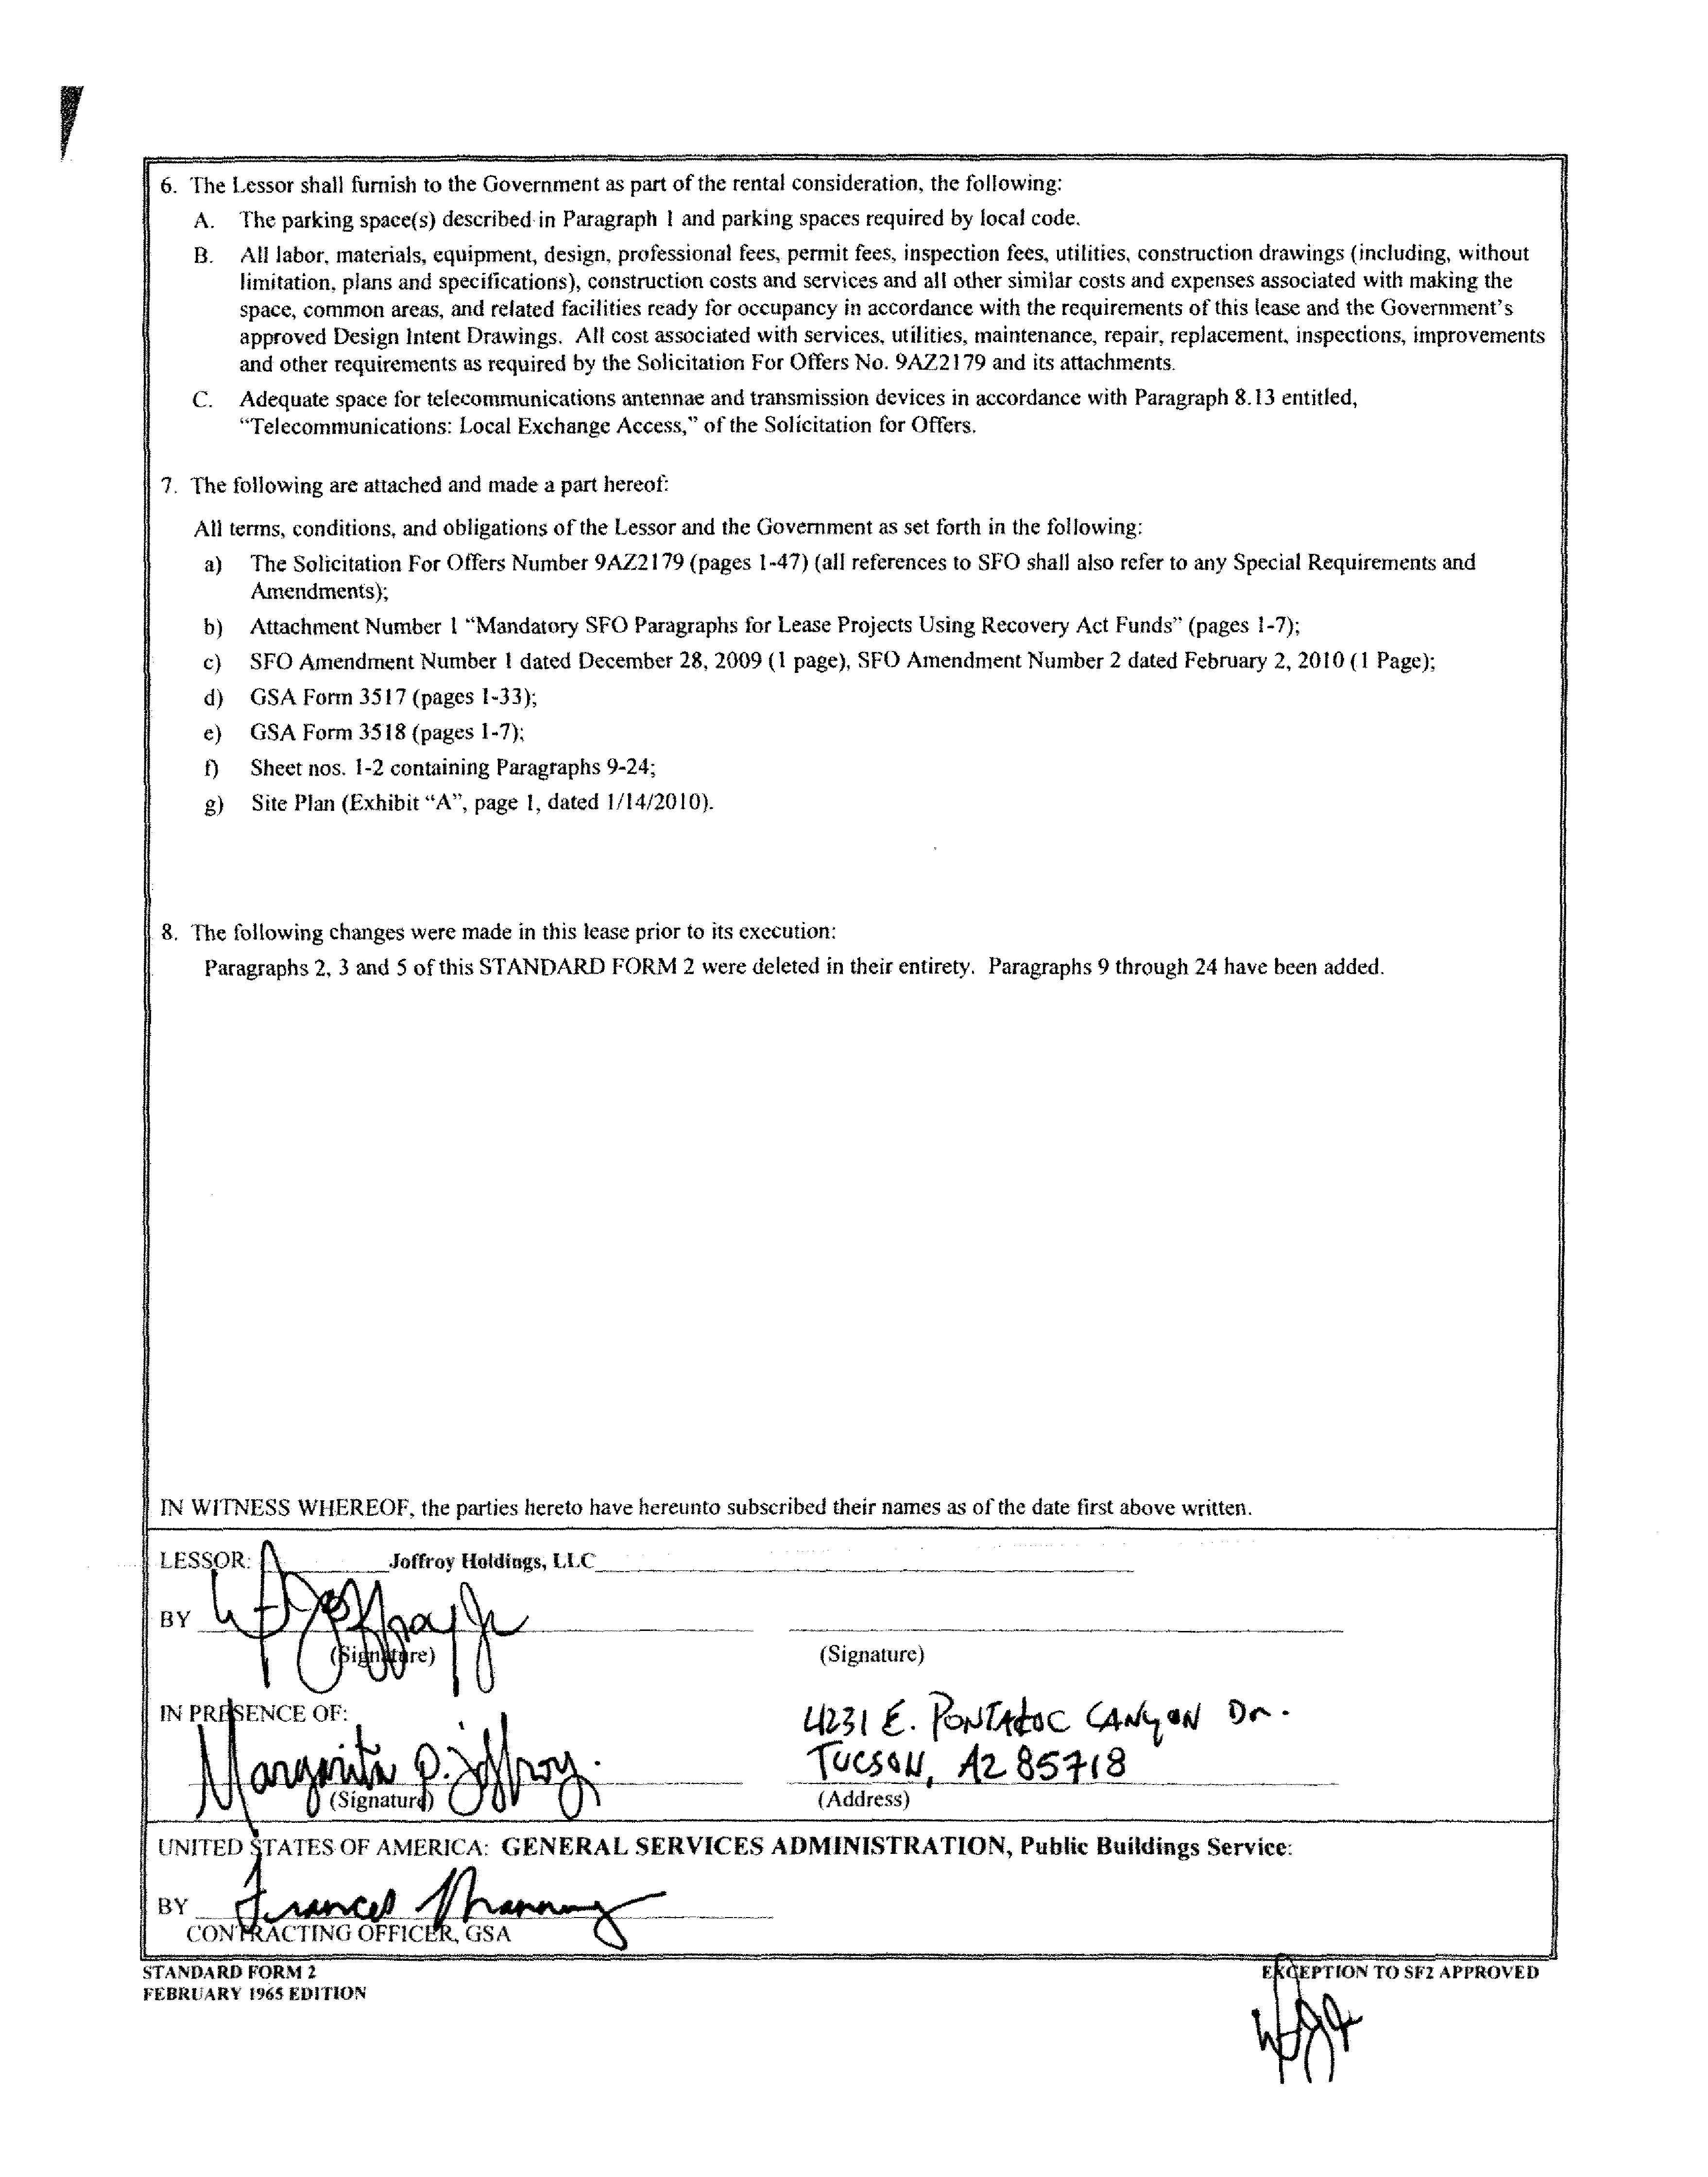 6. The Lessor shall furnish to the Government as part of the rental consideration, the following:
A. The parking space(s) described in Paragraph 1 and parking spaces required by local code.
B. All labor, materials, equipment, design, professional fees, permit fees, inspection fees, utilities, construction drawings (including, without
limitation, plans and specifications), construction costs and services and all other similar costs and expenses associated with making the
space, common areas, and related facilities ready for occupancy in accordance with the requirements of this lease and the Government's
approved Design Intent Drawings. All cost associated with services, utilities, maintenance, repair, replacement, inspections, improvements
and other requirements as required by the Solicitation For Offers No. 9AZ2179 and its attachments.
C. Adequate space for telecommunications antennae and transmission devices in accordance with Paragraph 8.13 entitled,
"Telecommunications: Local Exchange Access," of the Solicitation for Offers.
7. The following are attached and made a part hereof:
All terms, conditions, and obligations of the Lessor and the Government as set forth in the following:
a) The Solicitation For Offers Number 9AZ2179 (pages 1-47) (all references to SFO shall also refer to any Special Requirements and
Amendments);
b) Attachment Number 1 "Mandatory SFO Paragraphs for Lease Projects Using Recovery Act Funds" (pages 1-7);
c) SFO Amendment Number 1 dated December 28, 2009 (1 page), SFO Amendment Number 2 dated February 2, 2010 (1 Page);
d) GSA Form 3517 (pages 1-33);
e) GSA Form 3518 (pages 1-7);
f) Sheet nos. 1-2 containing Paragraphs 9-24;
g) Site Plan (Exhibit "A", page 1, dated 1/14/2010).
8. The following changes were made in this lease prior to its execution:
Paragraphs 2, 3 and 5 of this STANDARD FORM 2 were deleted in their entirety. Paragraphs 9 through 24 have been added.
IN WITNESS WHEREOF, the parties hereto have hereunto subscribed their names as of the date first above written.
LESSOR: Joffroy Holdings, LLC
BY Joffroy Jr
(Signature) (Signature)
IN PRESENCE OF: 4231 E. PONTATOC CANYON Dr.
Margarita P. Joffroy. TUCSON, AZ 85718
(Signature) (Address)
UNITED STATES OF AMERICA: GENERAL SERVICES ADMINISTRATION, Public Buildings Service:
BY Frances
CONTRACTING OFFICER, GSA
STANDARD FORM 2 EXCEPTION TO SF2 APPROVED
FEBRUARY 1965 EDITION